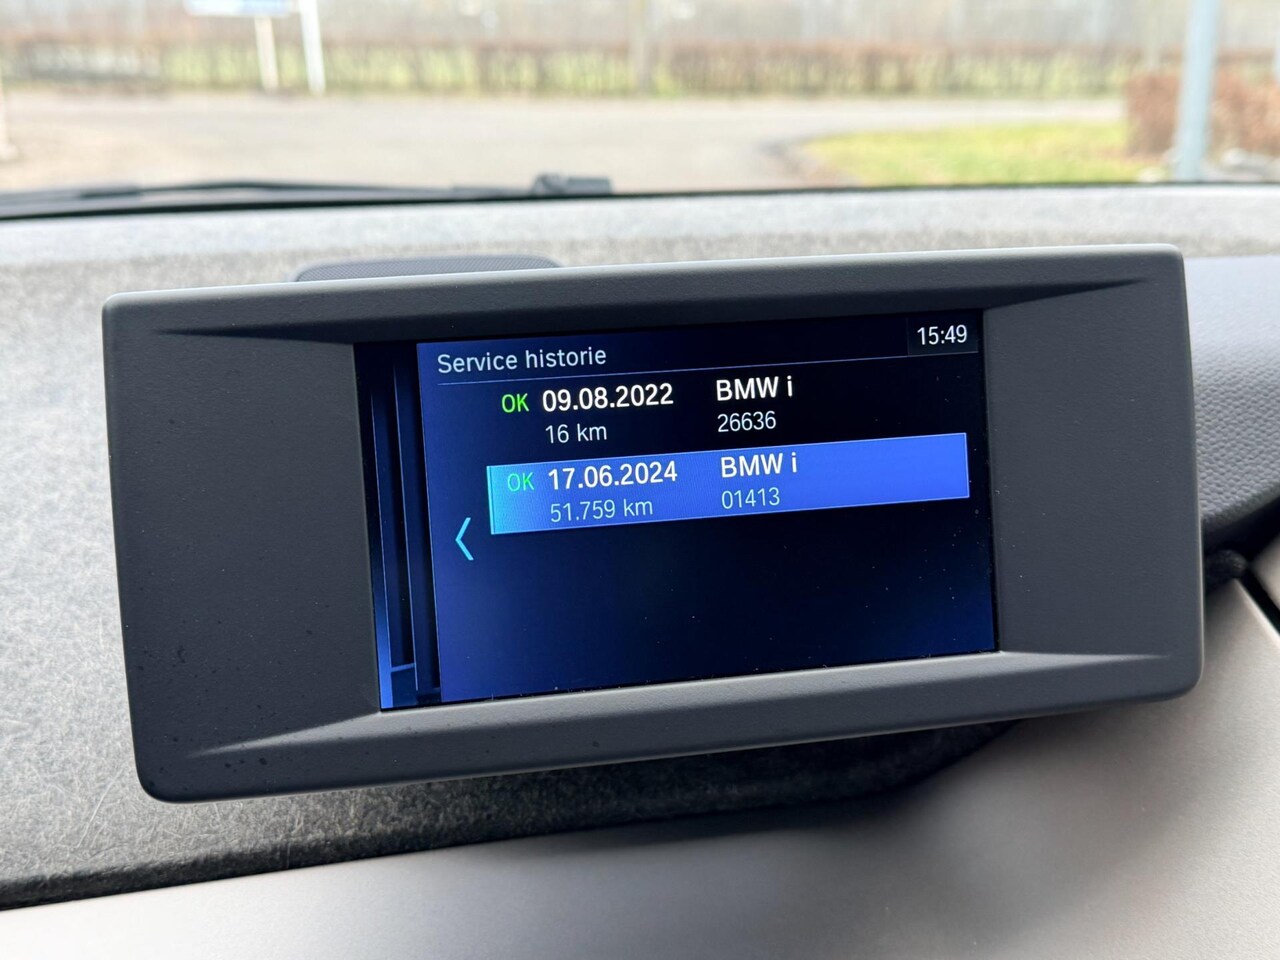 15:49
Service historie
OK 09.08.2022 BMW i
16 km 26636
OK 17.06.2024 BMW i
51.759 km 01413